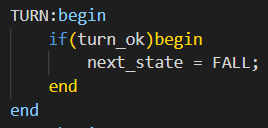 TURN:begin
    if(turn_ok)begin
        next_state = FALL;
    end
end